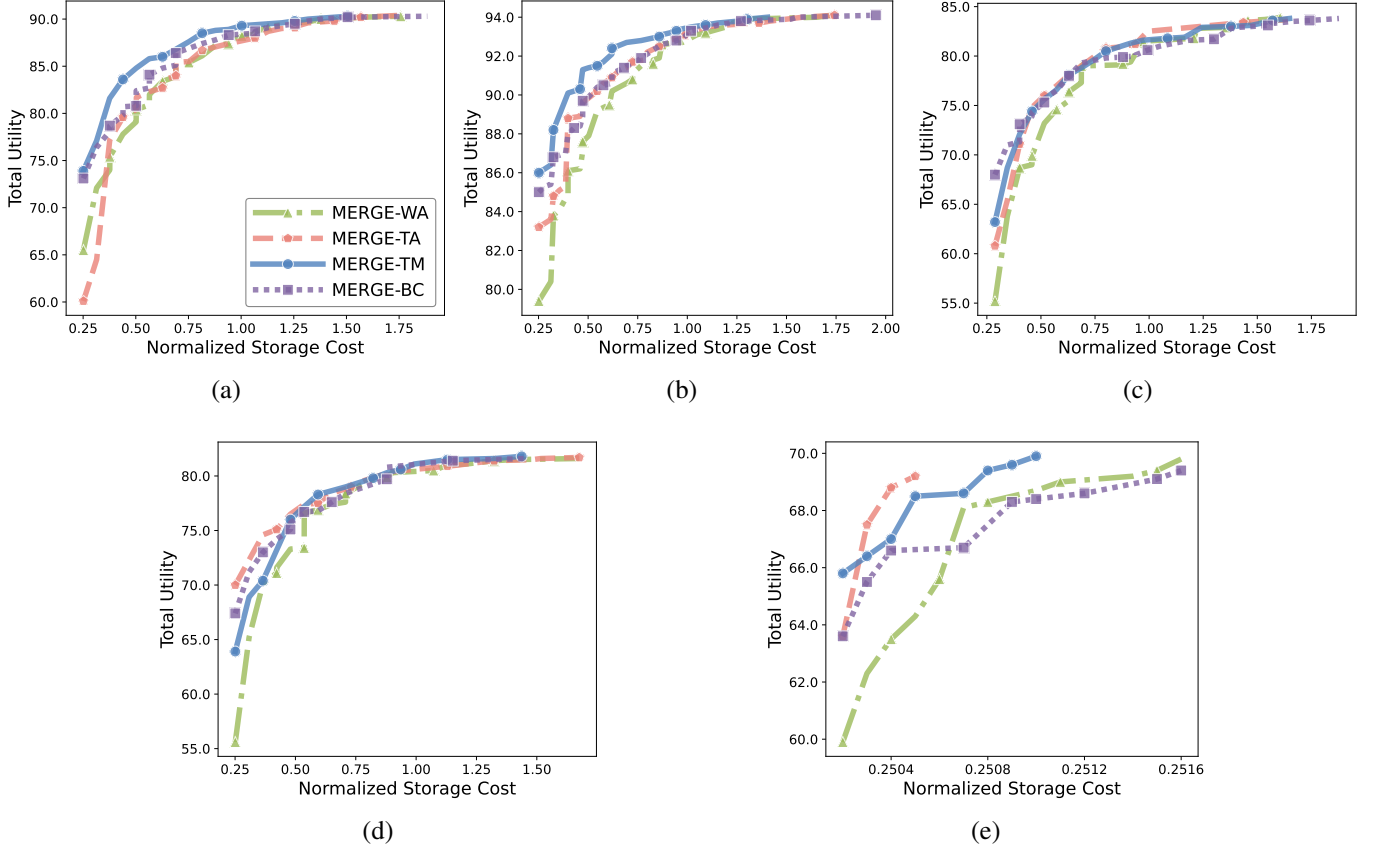 90.0
85.0
80.0
75.0
70.0
65.0
60.0
Total Utility
0.25 0.50 0.75 1.00 1.25 1.50 1.75
Normalized Storage Cost
MERGE-WA
MERGE-TA
MERGE-TM
MERGE-BC
(a)
94.0
92.0
90.0
88.0
86.0
84.0
82.0
80.0
Total Utility
0.25 0.50 0.75 1.00 1.25 1.50 1.75 2.00
Normalized Storage Cost
(b)
85.0
80.0
75.0
70.0
65.0
60.0
55.0
Total Utility
0.25 0.50 0.75 1.00 1.25 1.50 1.75
Normalized Storage Cost
(c)
80.0
75.0
70.0
65.0
60.0
55.0
Total Utility
0.25 0.50 0.75 1.00 1.25 1.50
Normalized Storage Cost
(d)
70.0
68.0
66.0
64.0
62.0
60.0
Total Utility
0.2504 0.2508 0.2512 0.2516
Normalized Storage Cost
(e)